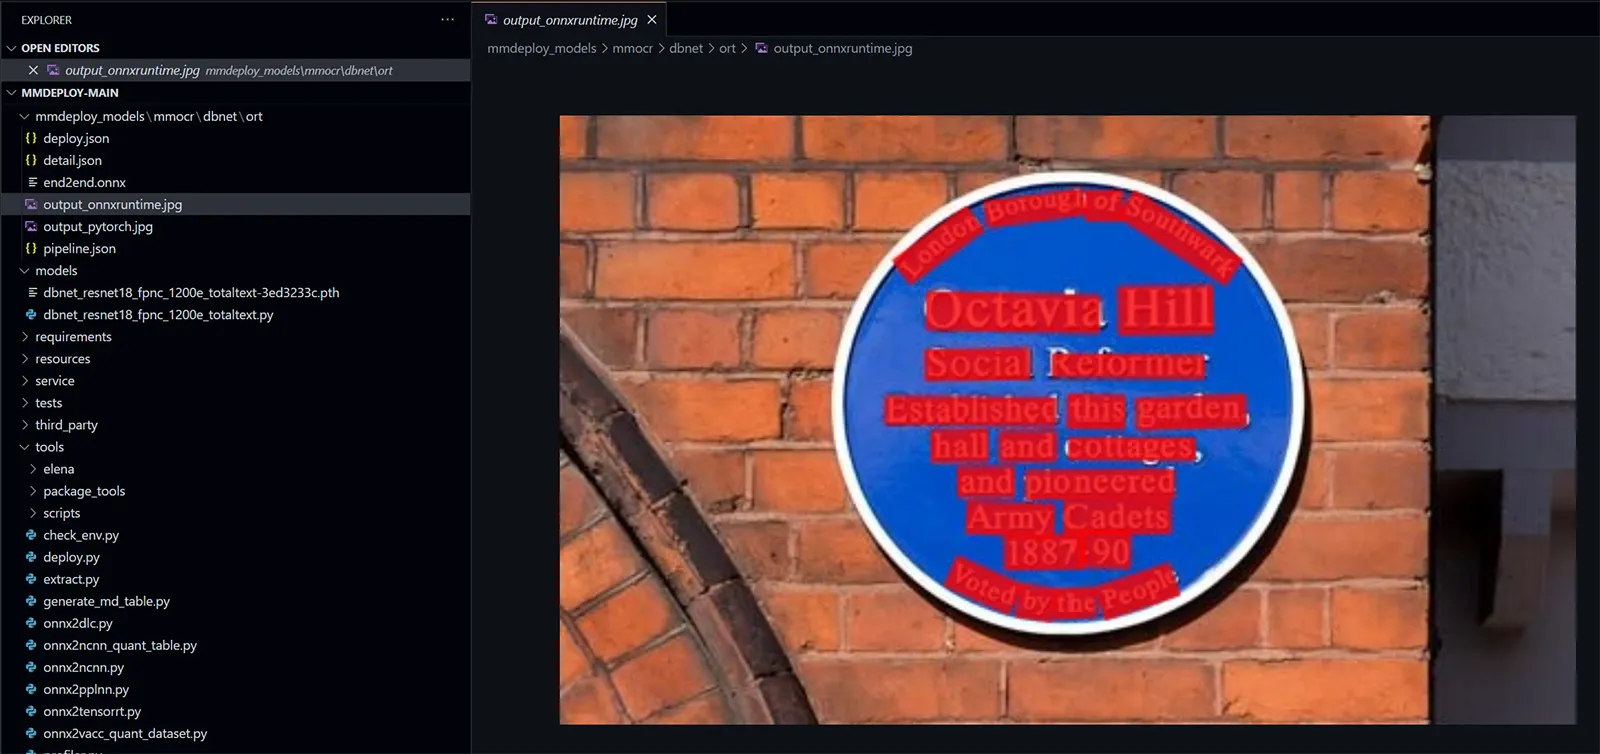 EXPLORER
···
OPEN EDITORS
output_onnxruntime.jpg mmdeploy_models\mmocr\dbnet\ort
MMDEPLOY-MAIN
mmdeploy_models\mmocr\dbnet\ort
{} deploy.json
{} detail.json
end2end.onnx
output_onnxruntime.jpg
output_pytorch.jpg
{} pipeline.json
models
dbnet_resnet18_fpnc_1200e_totaltext-3ed3233c.pth
dbnet_resnet18_fpnc_1200e_totaltext.py
requirements
resources
service
tests
third_party
tools
elena
package_tools
scripts
check_env.py
deploy.py
extract.py
generate_md_table.py
onnx2dlc.py
onnx2ncnn_quant_table.py
onnx2ncnn.py
onnx2pplnn.py
onnx2tensorrt.py
onnx2vacc_quant_dataset.py
output_onnxruntime.jpg
mmdeploy_models > mmocr > dbnet > ort > output_onnxruntime.jpg
London Borough of Southwark
Octavia Hill
Social Reformer
Established this garden,
hall and cottages,
and pioneered
Army Cadets
1887-90
Voted by the People